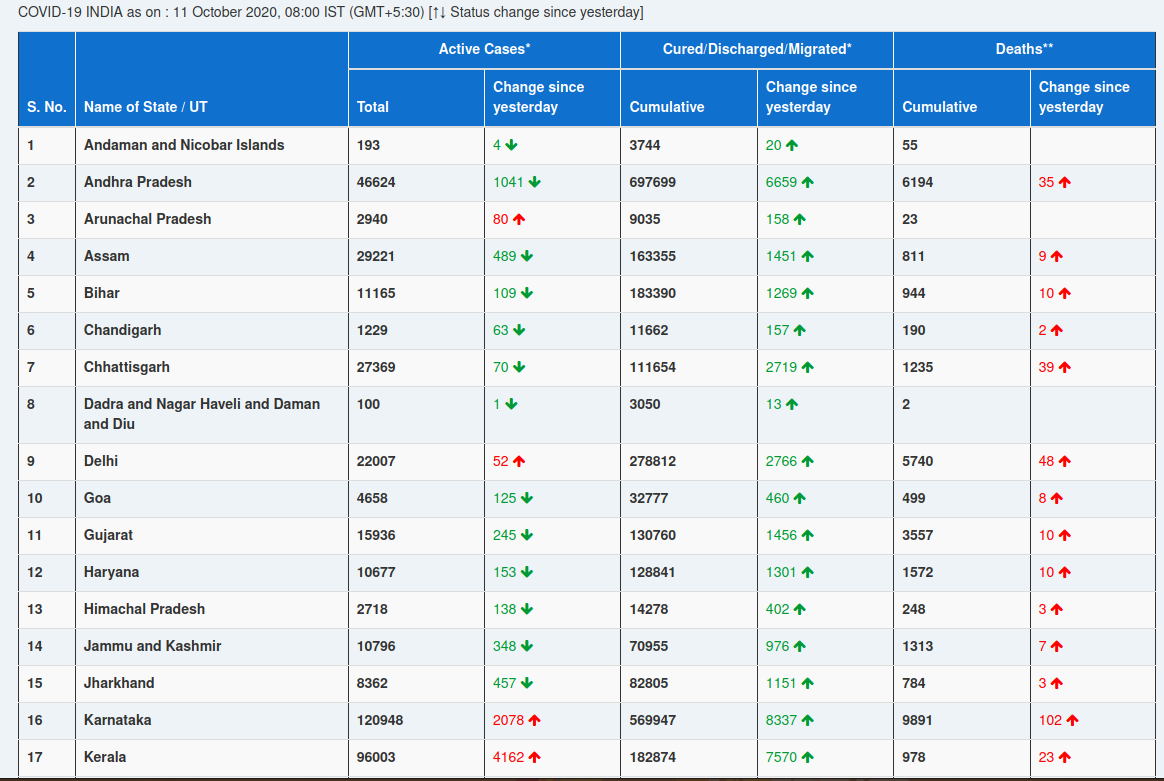 COVID-19 INDIA as on : 11 October 2020, 08:00 IST (GMT+5:30) [↑↓ Status change since yesterday]
Active Cases* Cured/Discharged/Migrated* Deaths**
S. No. Name of State / UT Total Change since yesterday Cumulative Change since yesterday Cumulative Change since yesterday
1 Andaman and Nicobar Islands 193 4 ↓ 3744 20 ↑ 55
2 Andhra Pradesh 46624 1041 ↓ 697699 6659 ↑ 6194 35 ↑
3 Arunachal Pradesh 2940 80 ↑ 9035 158 ↑ 23
4 Assam 29221 489 ↓ 163355 1451 ↑ 811 9 ↑
5 Bihar 11165 109 ↓ 183390 1269 ↑ 944 10 ↑
6 Chandigarh 1229 63 ↓ 11662 157 ↑ 190 2 ↑
7 Chhattisgarh 27369 70 ↓ 111654 2719 ↑ 1235 39 ↑
8 Dadra and Nagar Haveli and Daman and Diu 100 1 ↓ 3050 13 ↑ 2
9 Delhi 22007 52 ↑ 278812 2766 ↑ 5740 48 ↑
10 Goa 4658 125 ↓ 32777 460 ↑ 499 8 ↑
11 Gujarat 15936 245 ↓ 130760 1456 ↑ 3557 10 ↑
12 Haryana 10677 153 ↓ 128841 1301 ↑ 1572 10 ↑
13 Himachal Pradesh 2718 138 ↓ 14278 402 ↑ 248 3 ↑
14 Jammu and Kashmir 10796 348 ↓ 70955 976 ↑ 1313 7 ↑
15 Jharkhand 8362 457 ↓ 82805 1151 ↑ 784 3 ↑
16 Karnataka 120948 2078 ↑ 569947 8337 ↑ 9891 102 ↑
17 Kerala 96003 4162 ↑ 182874 7570 ↑ 978 23 ↑